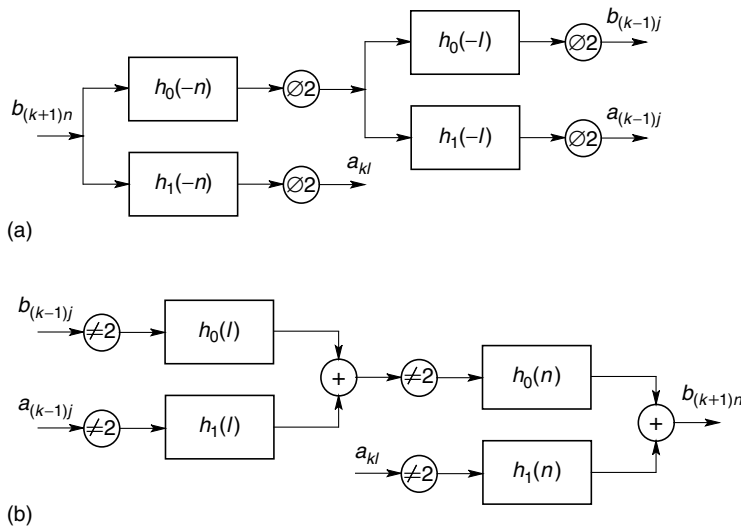 h₀(–n)
∅2
h₀(–l)
∅2
b₍ₖ₋₁₎ⱼ
b₍ₖ₊₁₎ₙ
h₁(–n)
∅2
aₖₗ
h₁(–l)
∅2
a₍ₖ₋₁₎ⱼ
(a)
b₍ₖ₋₁₎ⱼ
≠2
h₀(l)
a₍ₖ₋₁₎ⱼ
≠2
h₁(l)
+
≠2
h₀(n)
aₖₗ
≠2
h₁(n)
+
b₍ₖ₊₁₎ₙ
(b)